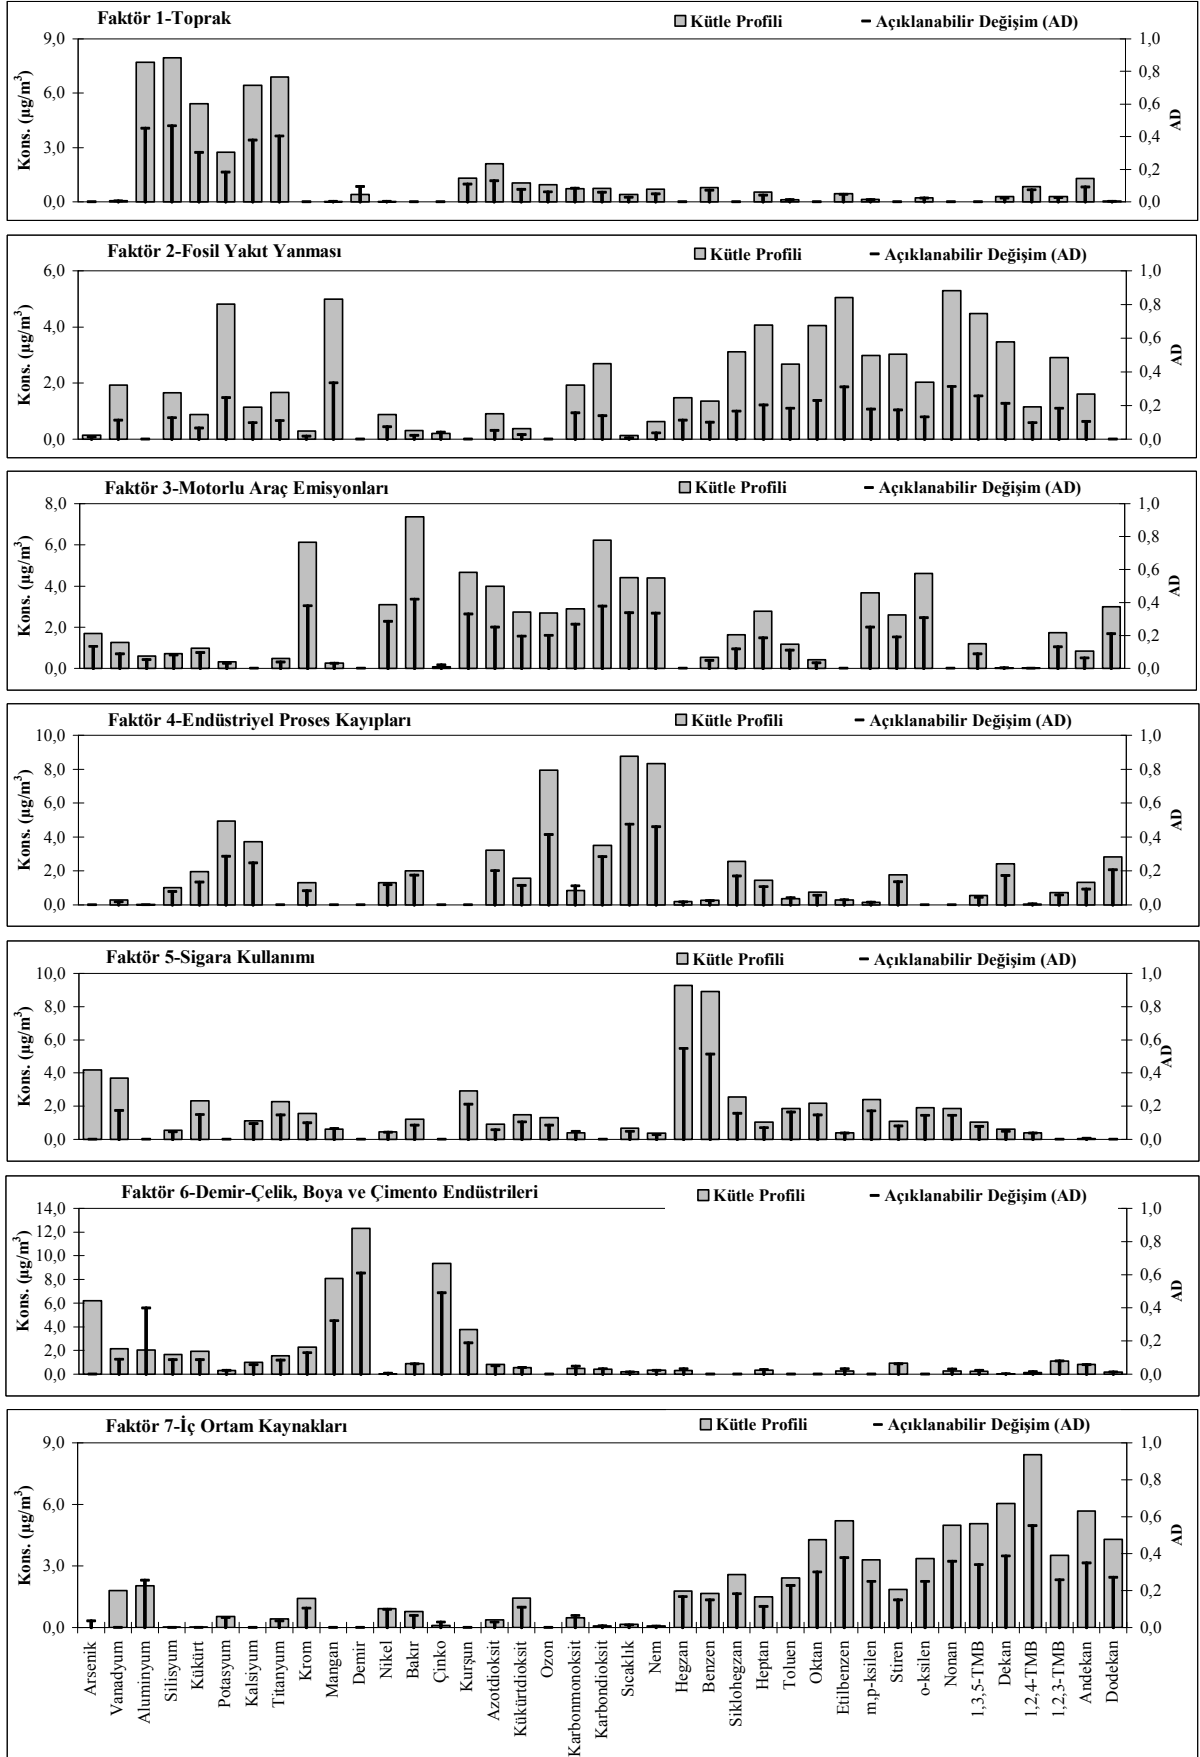 Faktör 1-Toprak
Kütle Profili
Açıklanabilir Değişim (AD)
Kons. (µg/m³)
9,0
6,0
3,0
0,0
1,0
0,8
0,6
0,4
0,2
0,0
AD
Faktör 2-Fosil Yakıt Yanması
Kütle Profili
Açıklanabilir Değişim (AD)
Kons. (µg/m³)
6,0
4,0
2,0
0,0
1,0
0,8
0,6
0,4
0,2
0,0
AD
Faktör 3-Motorlu Araç Emisyonları
Kütle Profili
Açıklanabilir Değişim (AD)
Kons. (µg/m³)
8,0
6,0
4,0
2,0
0,0
1,0
0,8
0,6
0,4
0,2
0,0
AD
Faktör 4-Endüstriyel Proses Kayıpları
Kütle Profili
Açıklanabilir Değişim (AD)
Kons. (µg/m³)
10,0
8,0
6,0
4,0
2,0
0,0
1,0
0,8
0,6
0,4
0,2
0,0
AD
Faktör 5-Sigara Kullanımı
Kütle Profili
Açıklanabilir Değişim (AD)
Kons. (µg/m³)
10,0
8,0
6,0
4,0
2,0
0,0
1,0
0,8
0,6
0,4
0,2
0,0
AD
Faktör 6-Demir-Çelik, Boya ve Çimento Endüstrileri
Kütle Profili
Açıklanabilir Değişim (AD)
Kons. (µg/m³)
14,0
12,0
10,0
8,0
6,0
4,0
2,0
0,0
1,0
0,8
0,6
0,4
0,2
0,0
AD
Faktör 7-İç Ortam Kaynakları
Kütle Profili
Açıklanabilir Değişim (AD)
Kons. (µg/m³)
9,0
6,0
3,0
0,0
1,0
0,8
0,6
0,4
0,2
0,0
AD
Arsenik
Vanadyum
Aluminyum
Silisyum
Kükürt
Potasyum
Kalsiyum
Titanyum
Krom
Mangan
Demir
Nikel
Bakır
Çinko
Kurşun
Azotdioksit
Kükürtdioksit
Ozon
Karbonmonoksit
Karbondioksit
Sıcaklık
Nem
Hegzan
Benzen
Siklohegzan
Heptan
Toluen
Oktan
Etilbenzen
m,p-ksilen
Stiren
o-ksilen
Nonan
1,3,5-TMB
Dekan
1,2,4-TMB
1,2,3-TMB
Andekan
Dodekan